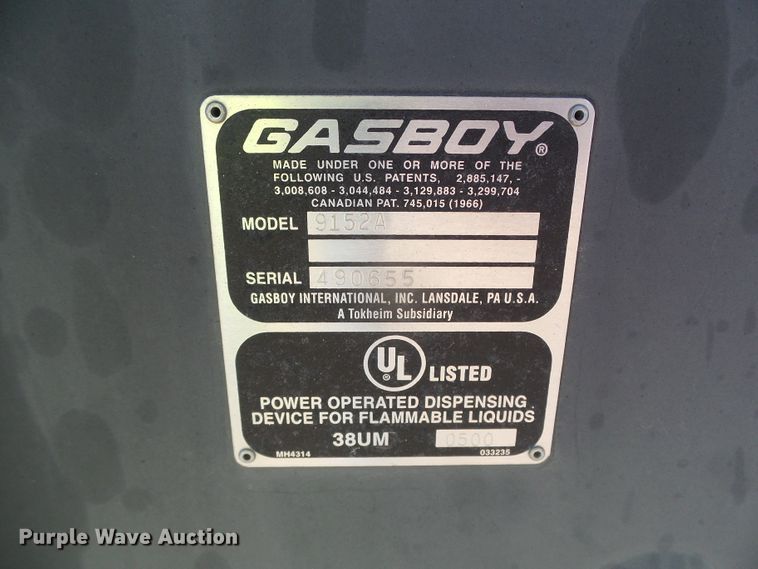 GASBOY®
MADE UNDER ONE OR MORE OF THE
FOLLOWING U.S. PATENTS, 2,885,147, -
3,008,608 - 3,044,484 - 3,129,883 - 3,299,704
CANADIAN PAT. 745,015 (1966)
MODEL 9152A
SERIAL 490655
GASBOY INTERNATIONAL, INC. LANSDALE, PA U.S.A.
A Tokheim Subsidiary
UL® LISTED
POWER OPERATED DISPENSING
DEVICE FOR FLAMMABLE LIQUIDS
38UM 0500
MH4314 033235
Purple Wave Auction®